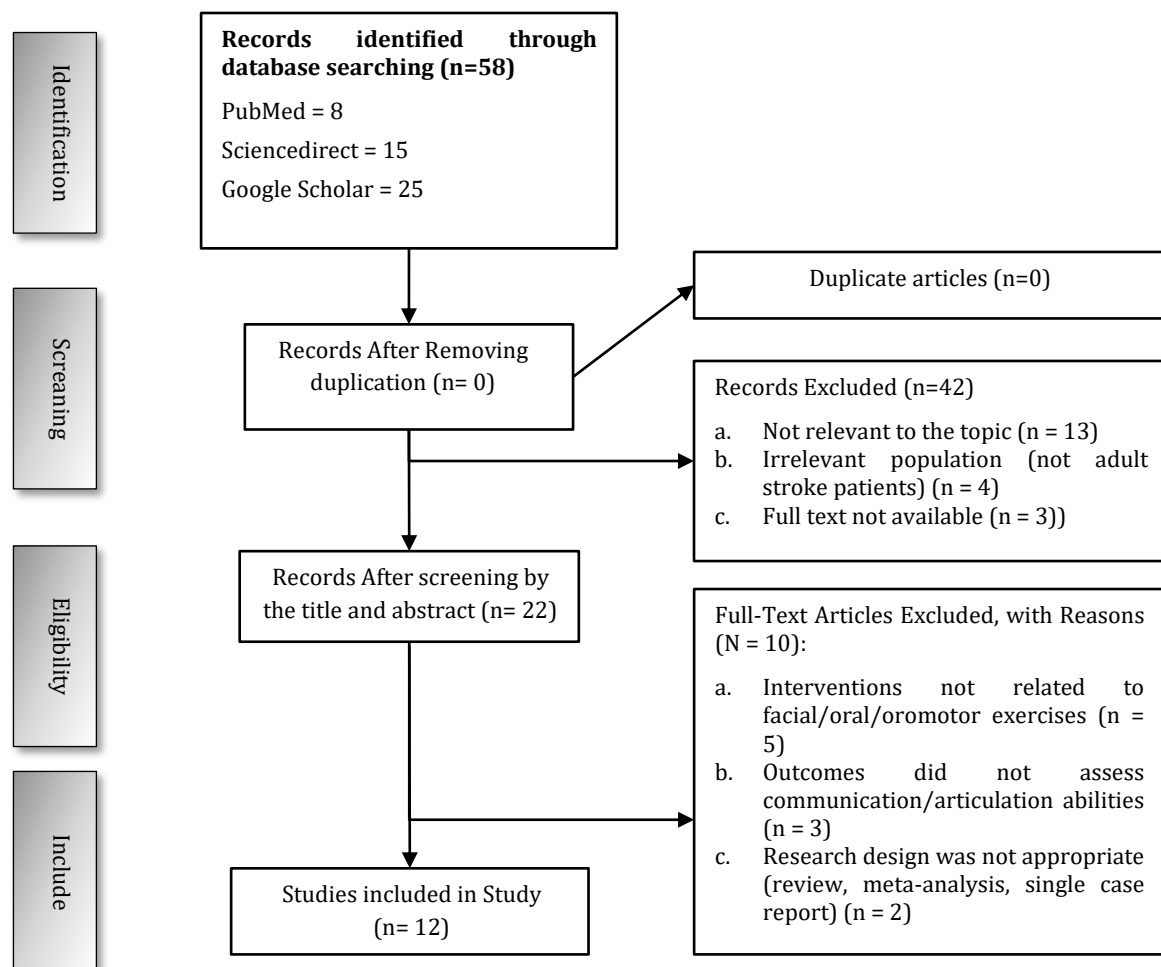 Identification
Records identified through
database searching (n=58)
PubMed = 8
Sciencedirect = 15
Google Scholar = 25
Duplicate articles (n=0)
Screaning
Records After Removing
duplication (n= 0)
Records Excluded (n=42)
a. Not relevant to the topic (n = 13)
b. Irrelevant population (not adult
stroke patients) (n = 4)
c. Full text not available (n = 3))
Eligibility
Records After screening by
the title and abstract (n= 22)
Full-Text Articles Excluded, with Reasons
(N = 10):
a. Interventions not related to
facial/oral/oromotor exercises (n =
5)
b. Outcomes did not assess
communication/articulation abilities
(n = 3)
c. Research design was not appropriate
(review, meta-analysis, single case
report) (n = 2)
Include
Studies included in Study
(n= 12)